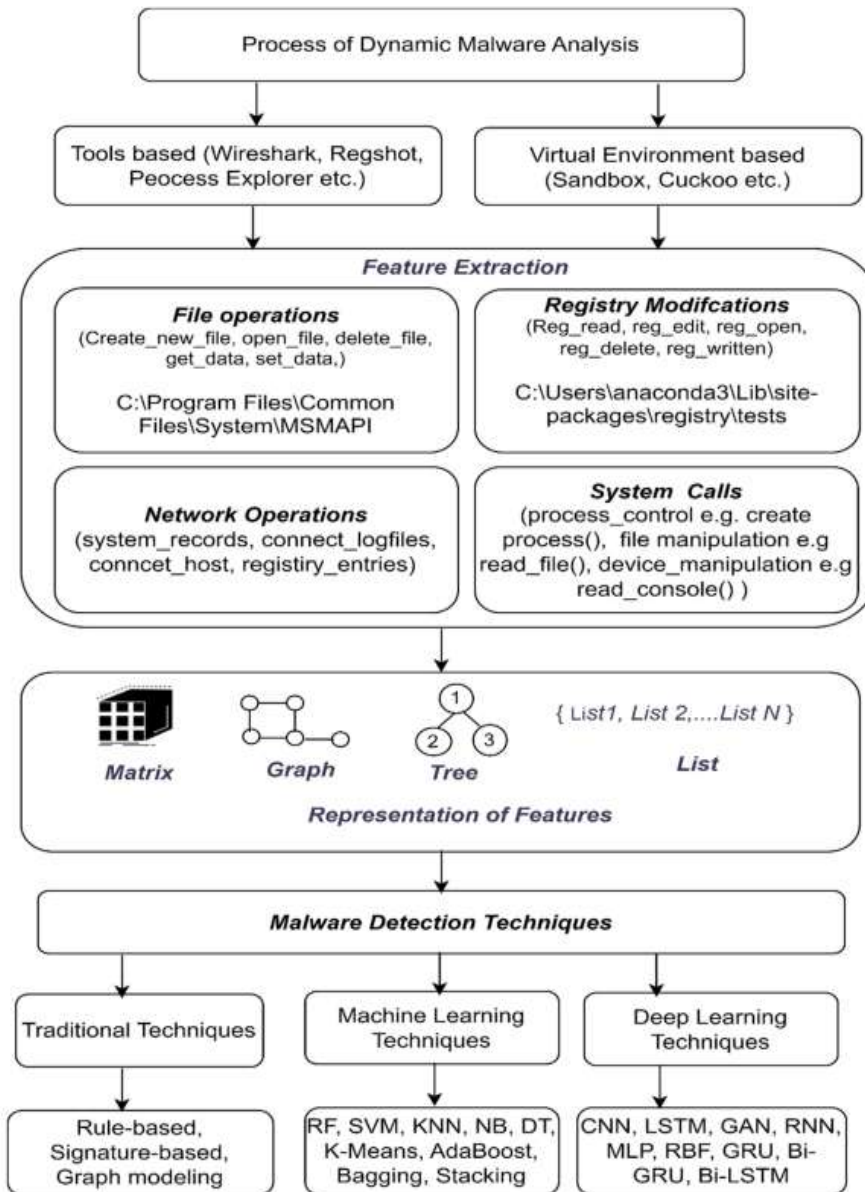 Process of Dynamic Malware Analysis
Tools based (Wireshark, Regshot,
Peocess Explorer etc.)
Virtual Environment based
(Sandbox, Cuckoo etc.)
Feature Extraction
File operations
(Create_new_file, open_file, delete_file,
get_data, set_data,)
C:\Program Files\Common
Files\System\MSMAPI
Registry Modifcations
(Reg_read, reg_edit, reg_open,
reg_delete, reg_written)
C:\Users\anaconda3\Lib\site-
packages\registry\tests
Network Operations
(system_records, connect_logfiles,
conncet_host, registiry_entries)
System Calls
(process_control e.g. create
process(), file manipulation e.g
read_file(), device_manipulation e.g
read_console() )
1
2
3
{ List1, List 2,....List N }
Matrix
Graph
Tree
List
Representation of Features
Malware Detection Techniques
Traditional Techniques
Machine Learning
Techniques
Deep Learning
Techniques
Rule-based,
Signature-based,
Graph modeling
RF, SVM, KNN, NB, DT,
K-Means, AdaBoost,
Bagging, Stacking
CNN, LSTM, GAN, RNN,
MLP, RBF, GRU, Bi-
GRU, Bi-LSTM